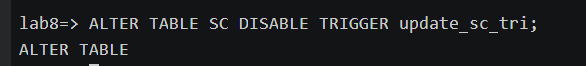 lab8=> ALTER TABLE SC DISABLE TRIGGER update_sc_tri;
ALTER TABLE